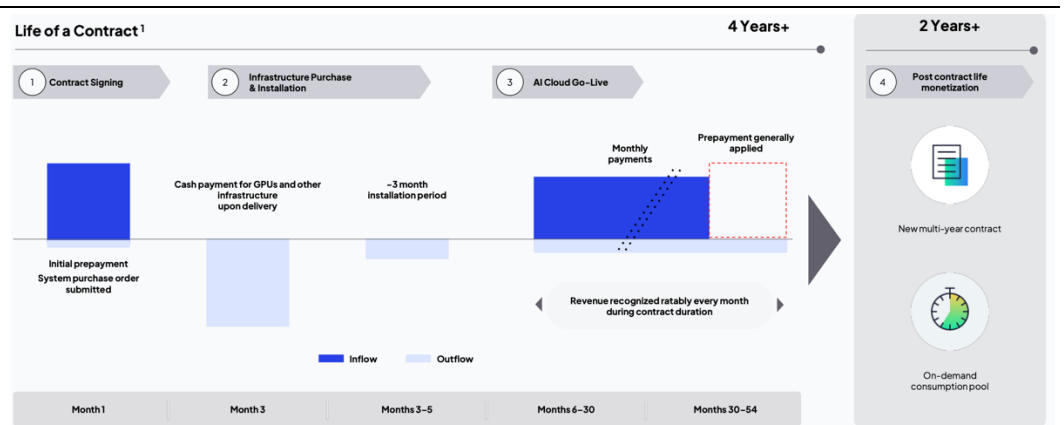 Life of a Contract 1
4 Years+
2 Years+
1 Contract Signing
2 Infrastructure Purchase
& Installation
3 AI Cloud Go-Live
4 Post contract life
monetization
Monthly
payments
Prepayment generally
applied
Cash payment for GPUs and other
infrastructure
upon delivery
~3 month
installation period
Initial prepayment
System purchase order
submitted
Revenue recognized ratably every month
during contract duration
New multi-year contract
On-demand
consumption pool
Inflow
Outflow
Month 1
Month 3
Months 3-5
Months 6-30
Months 30-54